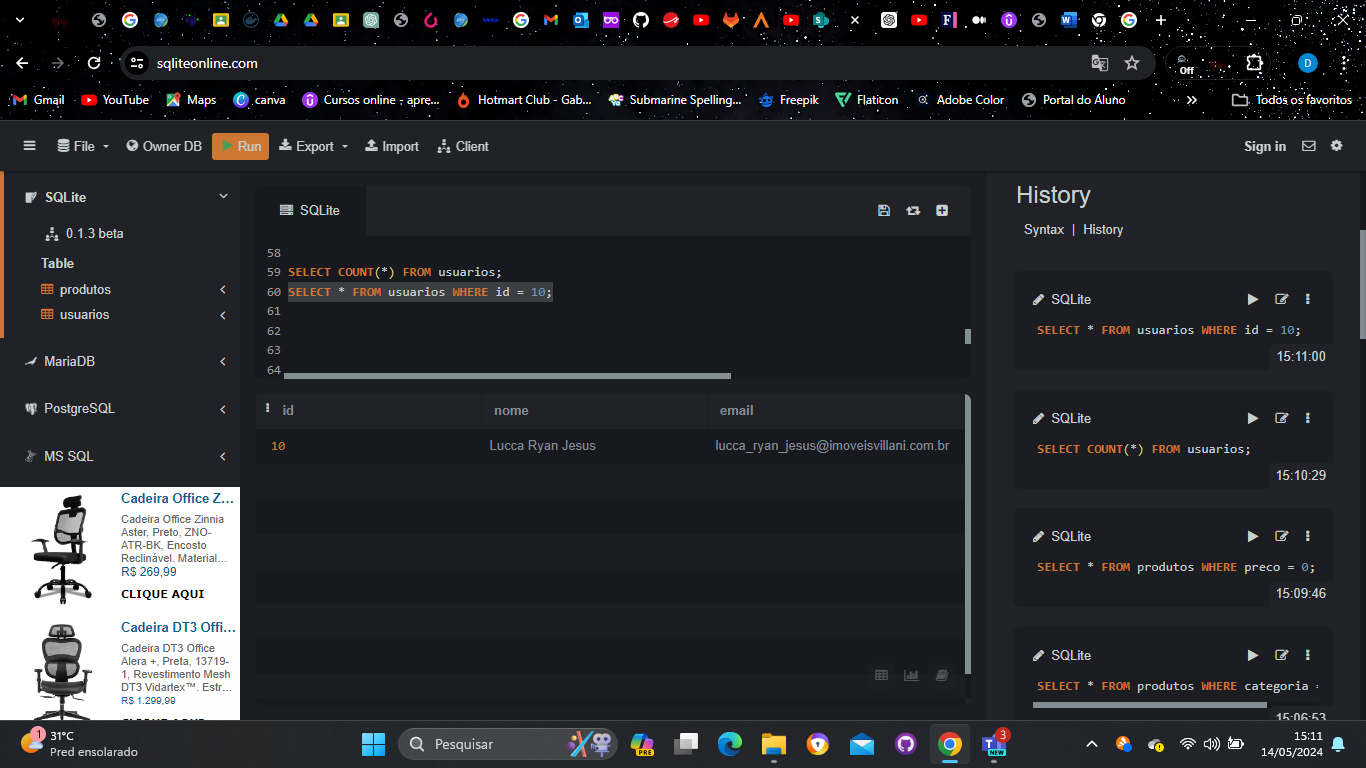 sqliteonline.com
Off
D
Gmail
YouTube
Maps
canva
Cursos online - apre...
Hotmart Club - Gab...
Submarine Spelling...
Freepik
Flaticon
Adobe Color
Portal do Aluno
Todos os favoritos
File
Owner DB
Run
Export
Import
Client
Sign in
SQLite
0.1.3 beta
Table
produtos
usuarios
MariaDB
PostgreSQL
MS SQL
Cadeira Office Z...
Cadeira Office Zinnia
Aster, Preto, ZNO-
ATR-BK, Encosto
Reclinável. Material...
R$ 269,99
CLIQUE AQUI
Cadeira DT3 Offi...
Cadeira DT3 Office
Alera +, Preta, 13719-
1, Revestimento Mesh
DT3 Vidartex™. Estr...
R$ 1.299,99
CLIQUE AQUI
SQLite
58
59 SELECT COUNT(*) FROM usuarios;
60 SELECT * FROM usuarios WHERE id = 10;
61
62
63
64
id nome email
10 Lucca Ryan Jesus lucca_ryan_jesus@imoveisvillani.com.br
History
Syntax | History
SQLite
SELECT * FROM usuarios WHERE id = 10;
15:11:00
SQLite
SELECT COUNT(*) FROM usuarios;
15:10:29
SQLite
SELECT * FROM produtos WHERE preco = 0;
15:09:46
SQLite
SELECT * FROM produtos WHERE categoria =
15:06:53
1
31°C
Pred ensolarado
Pesquisar
PRE
3
NEW
15:11
14/05/2024